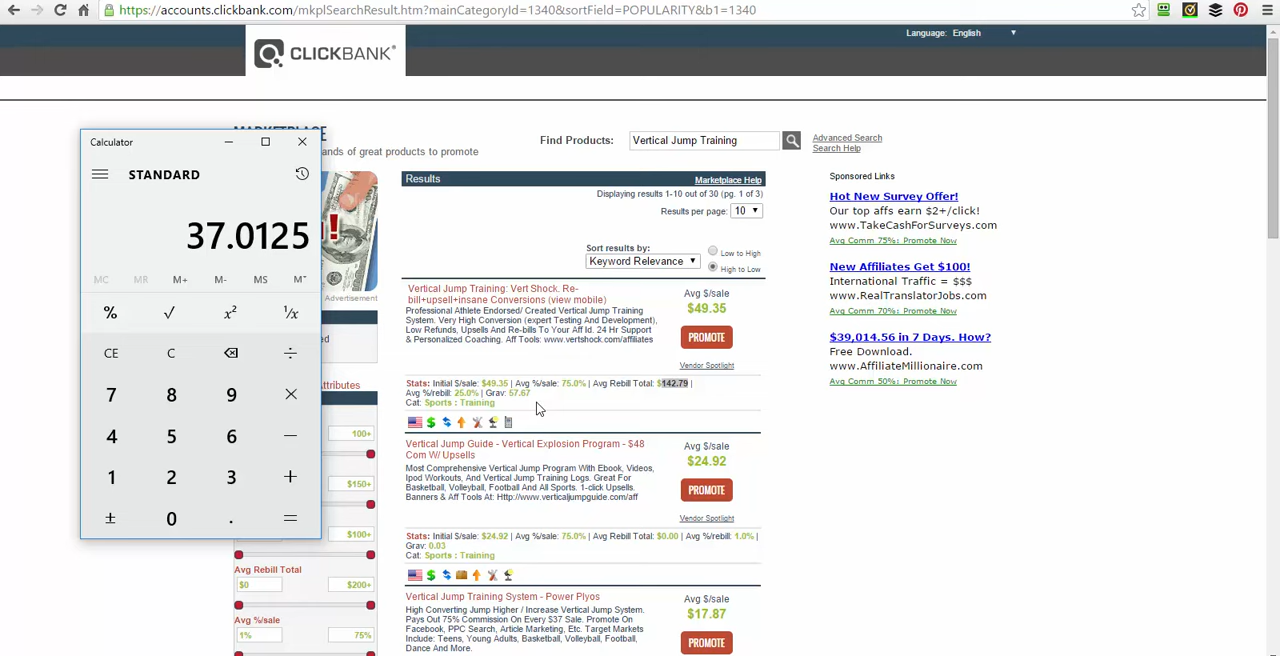 https://accounts.clickbank.com/mkplSearchResult.htm?mainCategoryId=1340&sortField=POPULARITY&b1=1340
Language: English
CLICKBANK®
Calculator
STANDARD
37.0125
MC MR M+ M- MS M˅
% √ x² ¹/x
CE C ⌫ ÷
7 8 9 ×
4 5 6 −
1 2 3 +
± 0 . =
ands of great products to promote
!
Advertisement
Attributes
100+
$150+
$100+
$100+
Avg Rebill Total
$0 $200+
Avg %/sale
1% 75%
Find Products: Vertical Jump Training
Advanced Search
Search Help
Results Marketplace Help
Displaying results 1-10 out of 30 (pg. 1 of 3)
Results per page: 10
Sort results by:
Keyword Relevance
Low to High
High to Low
Vertical Jump Training: Vert Shock. Re-
bill+upsell+insane Conversions (view mobile)
Professional Athlete Endorsed/ Created Vertical Jump Training
System. Very High Conversion (expert Testing And Development),
Low Refunds, Upsells And Re-bills To Your Aff Id. 24 Hr Support
& Personalized Coaching. Aff Tools: www.vertshock.com/affiliates
Avg $/sale
$49.35
PROMOTE
Vendor Spotlight
Stats: Initial $/sale: $49.35 | Avg %/sale: 75.0% | Avg Rebill Total: $142.79 |
Avg %/rebill: 25.0% | Grav: 57.67
Cat: Sports : Training
Vertical Jump Guide - Vertical Explosion Program - $48
Com W/ Upsells
Most Comprehensive Vertical Jump Program With Ebook, Videos,
Ipod Workouts, And Vertical Jump Training Logs. Great For
Basketball, Volleyball, Football And All Sports. 1-click Upsells.
Banners & Aff Tools At: Http://www.verticaljumpguide.com/aff
Avg $/sale
$24.92
PROMOTE
Vendor Spotlight
Stats: Initial $/sale: $24.92 | Avg %/sale: 75.0% | Avg Rebill Total: $0.00 | Avg %/rebill: 1.0% |
Grav: 0.03
Cat: Sports : Training
Vertical Jump Training System - Power Plyos
High Converting Jump Higher / Increase Vertical Jump System.
Pays Out 75% Commission On Every $37 Sale. Promote On
Facebook, PPC Search, Article Marketing, Etc. Target Markets
Include: Teens, Young Adults, Basketball, Volleyball, Football,
Dance And More.
Avg $/sale
$17.87
PROMOTE
Sponsored Links
Hot New Survey Offer!
Our top affs earn $2+/click!
www.TakeCashForSurveys.com
Avg Comm 75%: Promote Now
New Affiliates Get $100!
International Traffic = $$$
www.RealTranslatorJobs.com
Avg Comm 70%: Promote Now
$39,014.56 in 7 Days. How?
Free Download.
www.AffiliateMillionaire.com
Avg Comm 50%: Promote Now